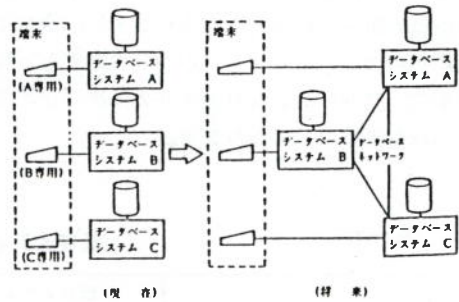 端末
データベース
システム A
(A専用)
データベース
システム B
(B専用)
データベース
システム C
(C専用)
(現 在)
端末
データベース
システム A
データベース
システム B
データベース
ネットワーク
データベース
システム C
(将 来)